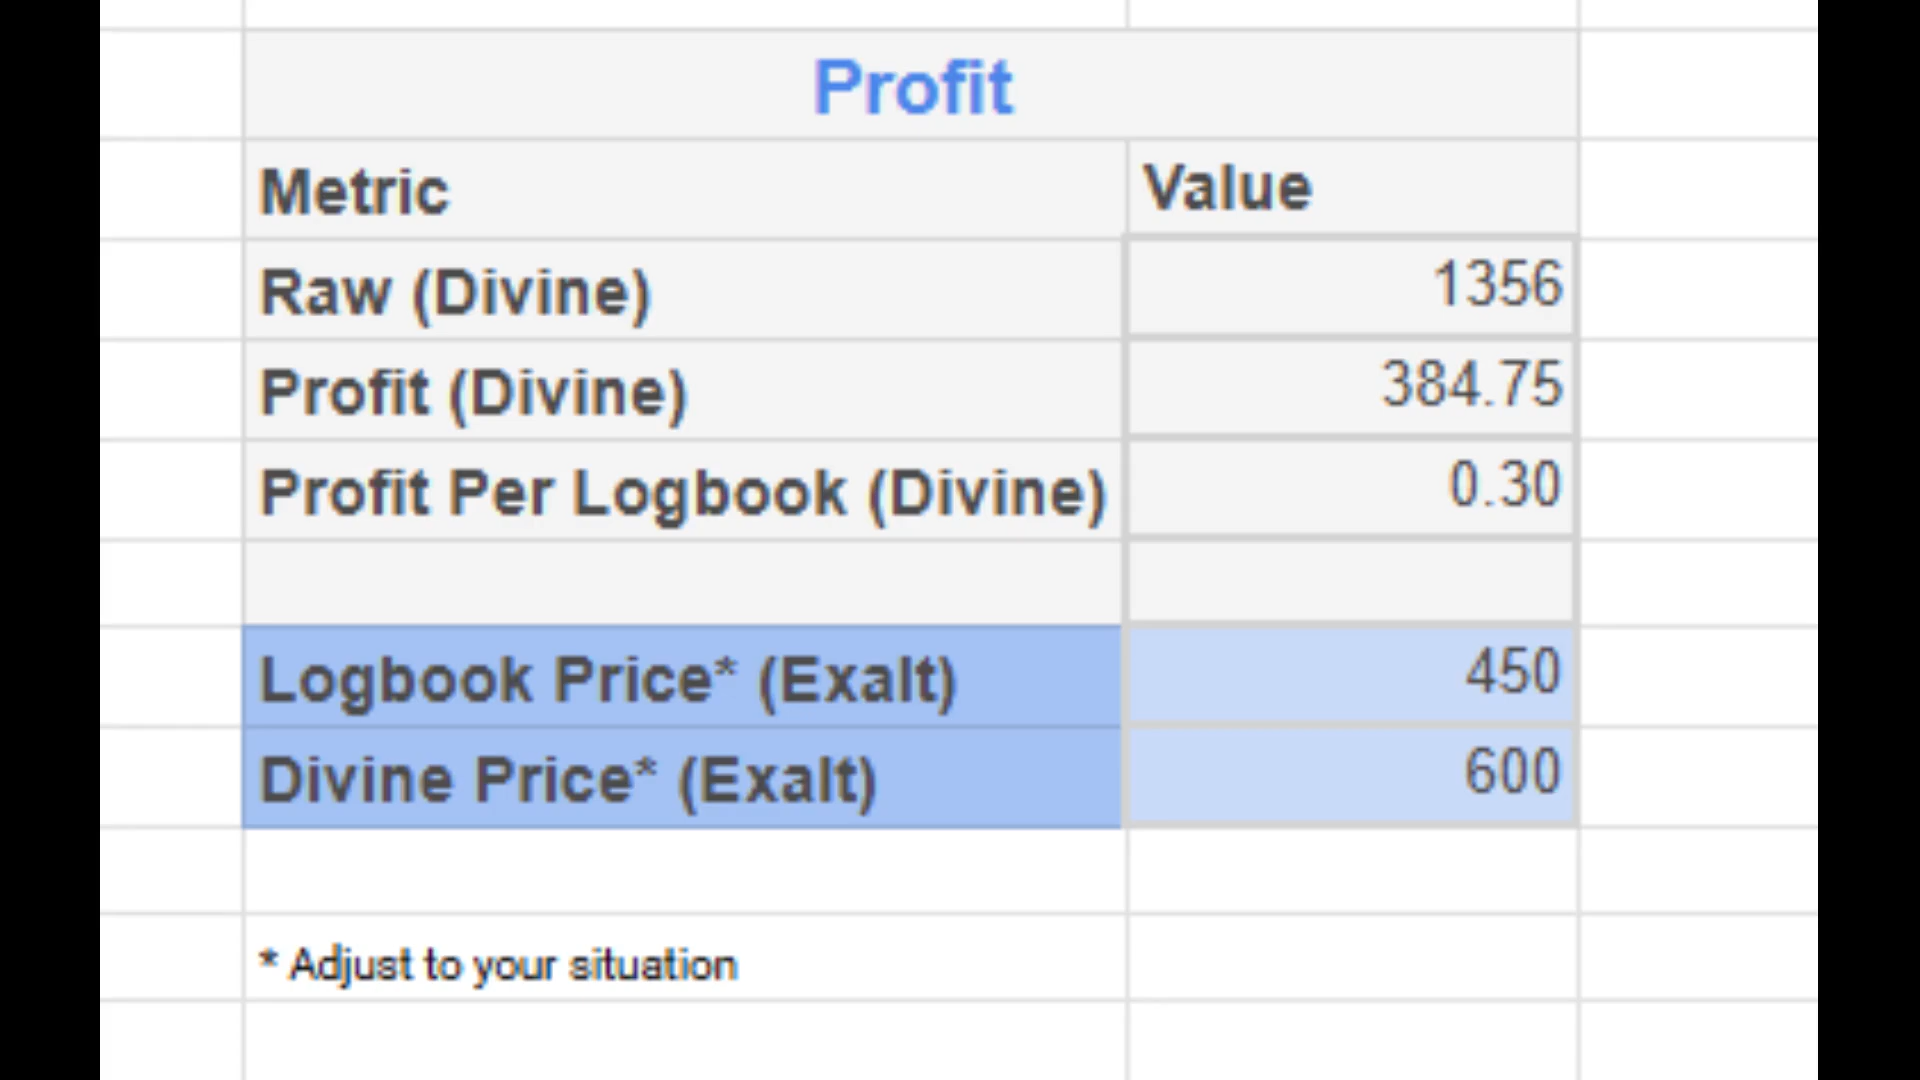 Profit
Metric Value
Raw (Divine) 1356
Profit (Divine) 384.75
Profit Per Logbook (Divine) 0.30
Logbook Price* (Exalt) 450
Divine Price* (Exalt) 600
* Adjust to your situation